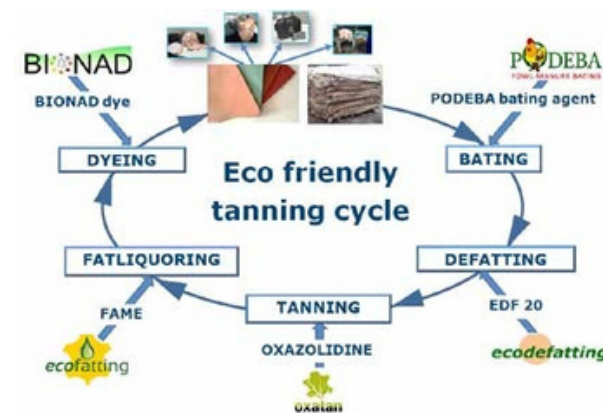 BIONAD
BIONAD dye
PODEBA
FOWL MANURE BATING
PODEBA bating agent
DYEING
BATING
Eco friendly
tanning cycle
FATLIQUORING
DEFATTING
TANNING
FAME
EDF 20
OXAZOLIDINE
ecofatting
ecodefatting
oxatan